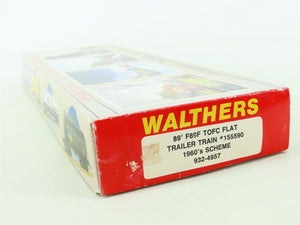 WALTHERS
89' F89F TOFC FLAT
TRAILER TRAIN #155590
1960's SCHEME
932-4957